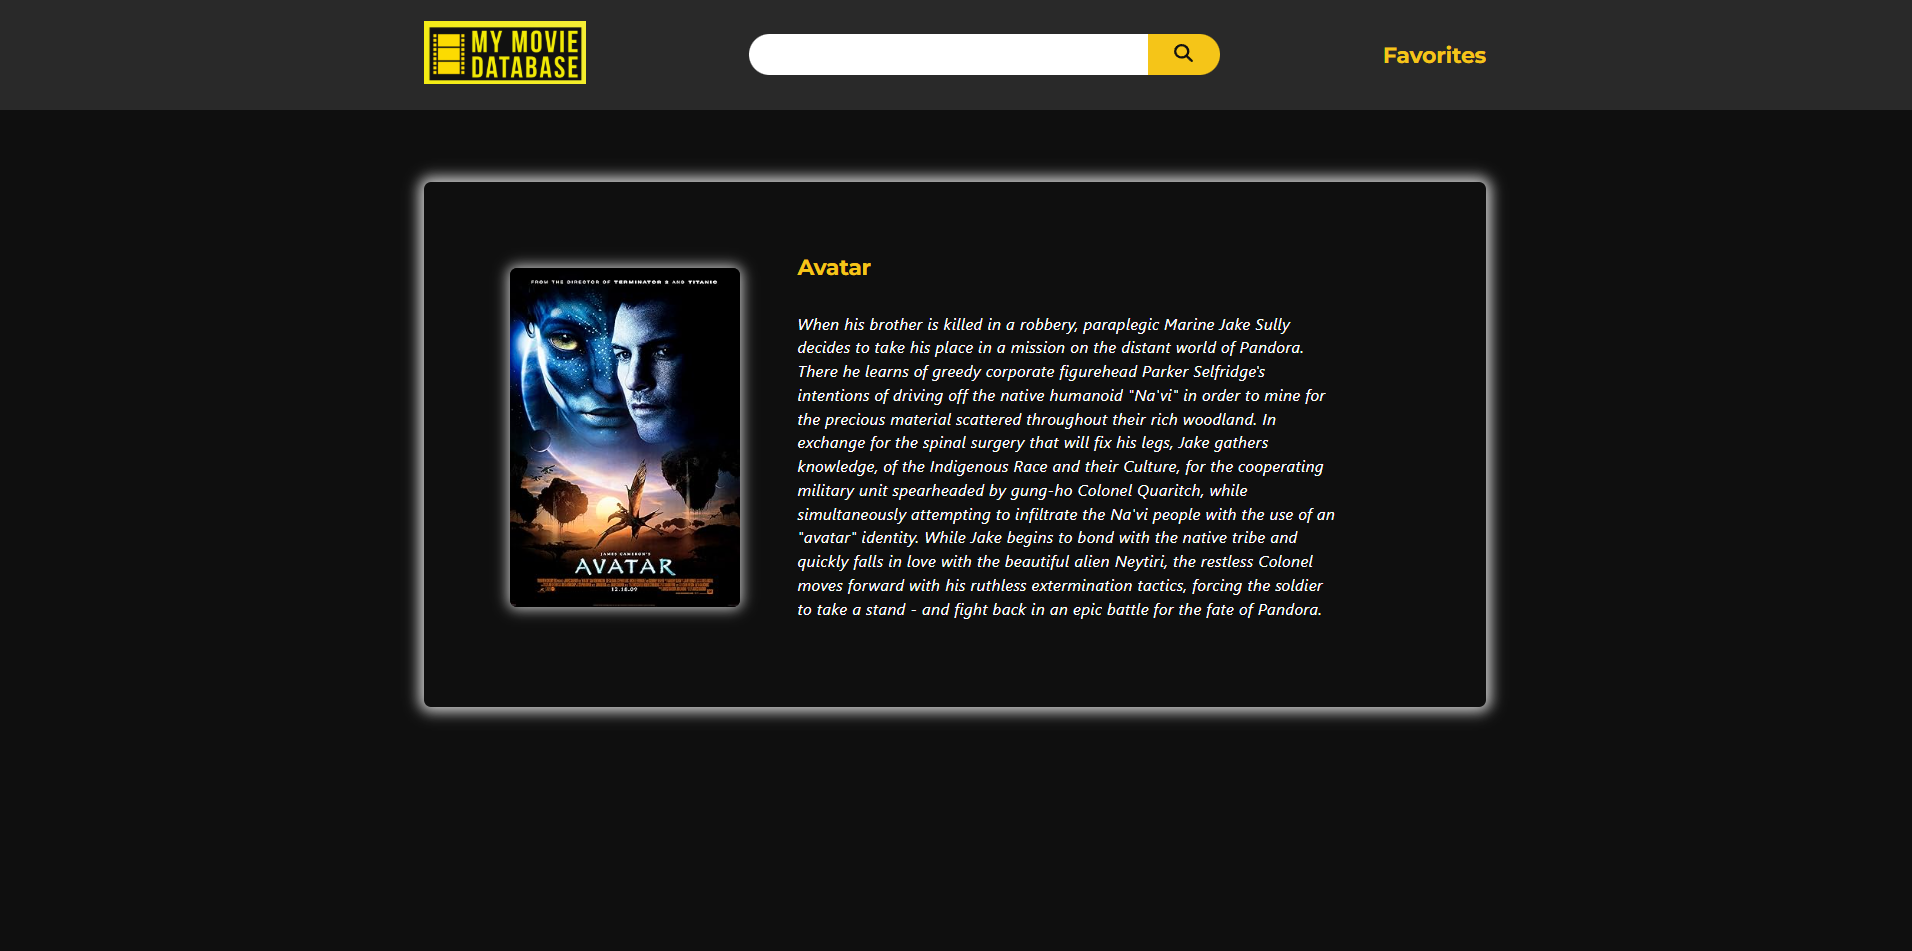 MY MOVIE
DATABASE
Favorites
Avatar
When his brother is killed in a robbery, paraplegic Marine Jake Sully
decides to take his place in a mission on the distant world of Pandora.
There he learns of greedy corporate figurehead Parker Selfridge's
intentions of driving off the native humanoid "Na'vi" in order to mine for
the precious material scattered throughout their rich woodland. In
exchange for the spinal surgery that will fix his legs, Jake gathers
knowledge, of the Indigenous Race and their Culture, for the cooperating
military unit spearheaded by gung-ho Colonel Quaritch, while
simultaneously attempting to infiltrate the Na'vi people with the use of an
"avatar" identity. While Jake begins to bond with the native tribe and
quickly falls in love with the beautiful alien Neytiri, the restless Colonel
moves forward with his ruthless extermination tactics, forcing the soldier
to take a stand - and fight back in an epic battle for the fate of Pandora.
FROM THE DIRECTOR OF TERMINATOR 2 AND TITANIC
JAMES CAMERON'S
AVATAR
12.18.09